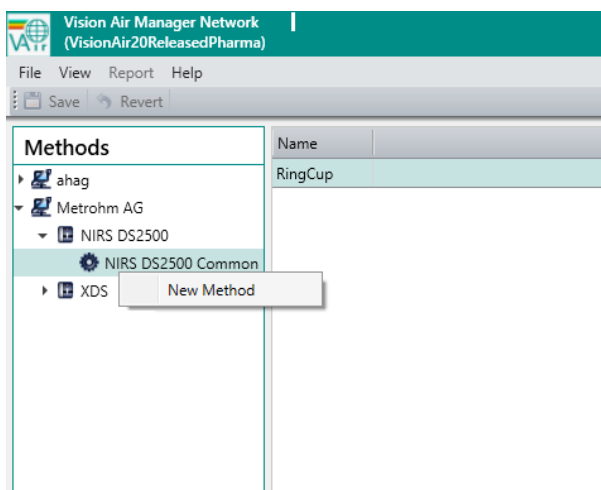 Vision Air Manager Network
(VisionAir20ReleasedPharma)
VAir
File View Report Help
Save Revert
Methods
Name
ahag
RingCup
Metrohm AG
NIRS DS2500
NIRS DS2500 Common
XDS
New Method